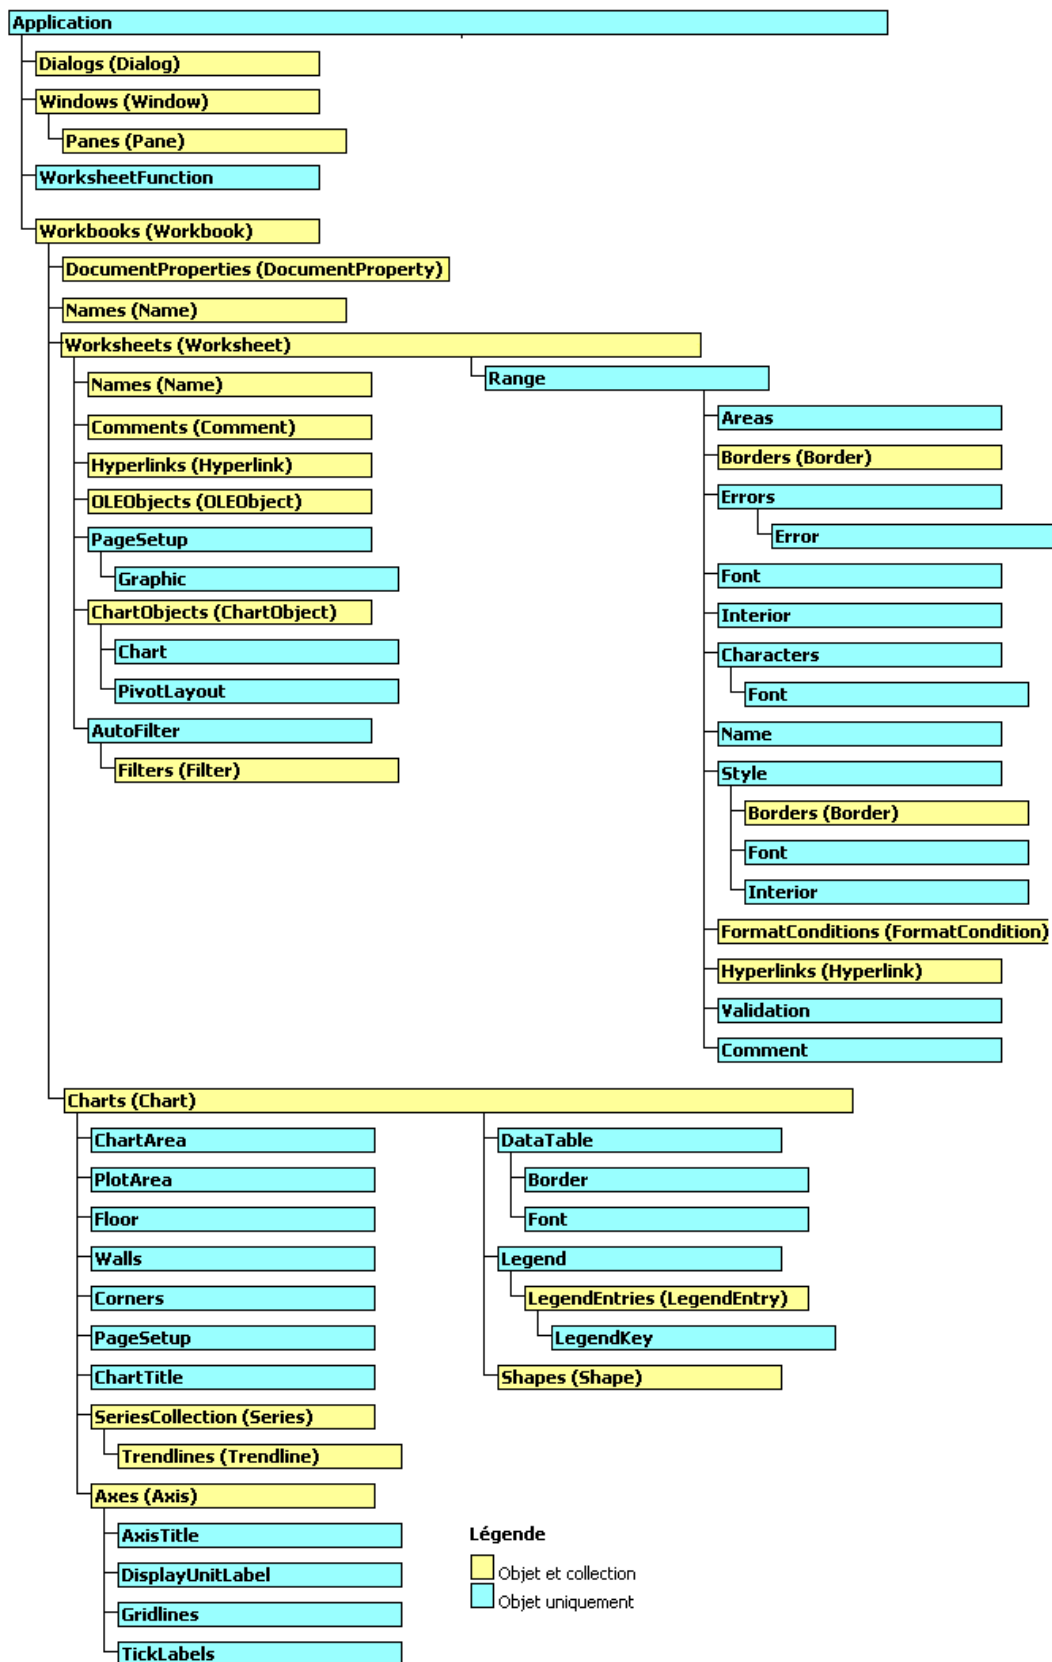 Application
Dialogs (Dialog)
Windows (Window)
Panes (Pane)
WorksheetFunction
Workbooks (Workbook)
DocumentProperties (DocumentProperty)
Names (Name)
Worksheets (Worksheet)
Names (Name)
Comments (Comment)
Hyperlinks (Hyperlink)
OLEObjects (OLEObject)
PageSetup
Graphic
ChartObjects (ChartObject)
Chart
PivotLayout
AutoFilter
Filters (Filter)
Range
Areas
Borders (Border)
Errors
Error
Font
Interior
Characters
Font
Name
Style
Borders (Border)
Font
Interior
FormatConditions (FormatCondition)
Hyperlinks (Hyperlink)
Validation
Comment
Charts (Chart)
ChartArea
PlotArea
Floor
Walls
Corners
PageSetup
ChartTitle
SeriesCollection (Series)
Trendlines (Trendline)
Axes (Axis)
AxisTitle
DisplayUnitLabel
Gridlines
TickLabels
DataTable
Border
Font
Legend
LegendEntries (LegendEntry)
LegendKey
Shapes (Shape)
Légende
Objet et collection
Objet uniquement